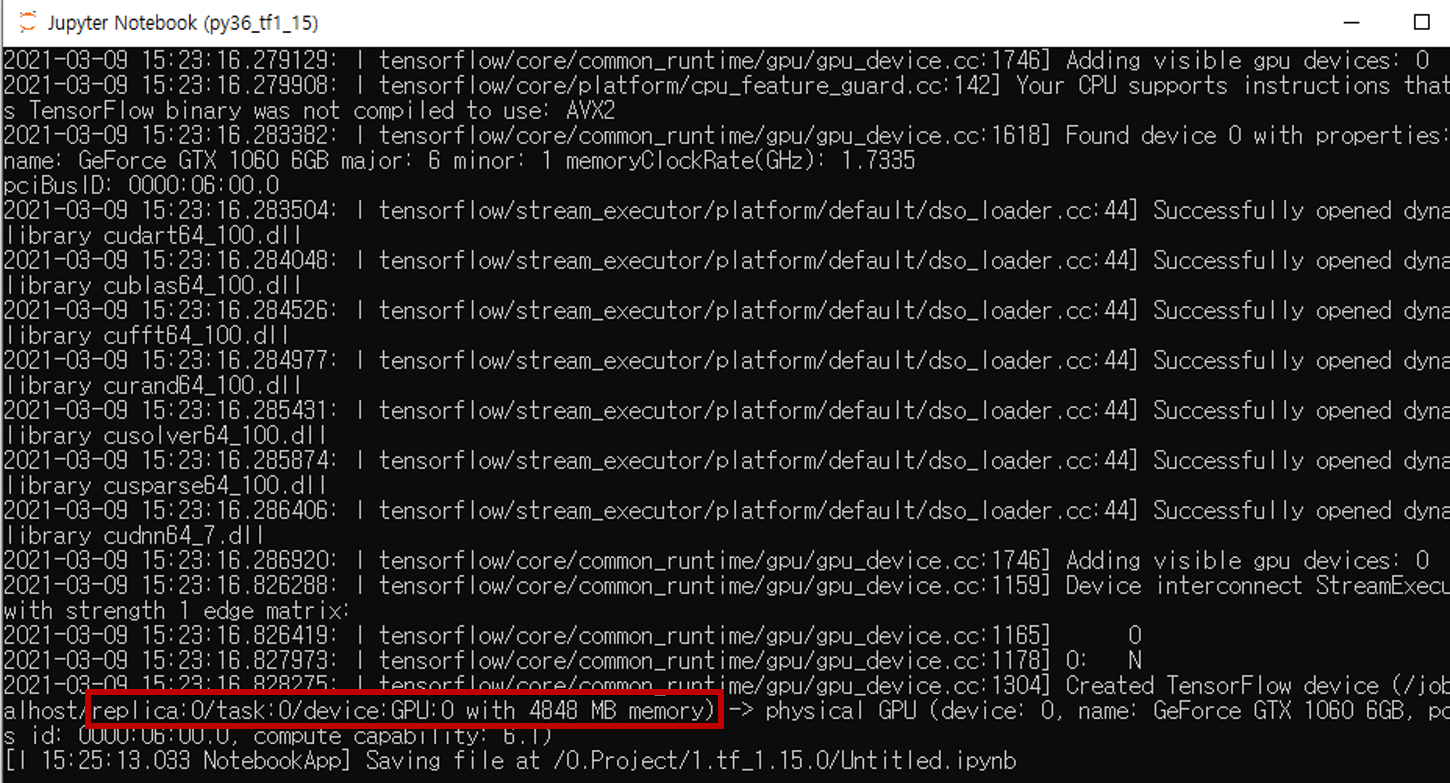 Jupyter Notebook (py36_tf1_15)
2021-03-09 15:23:16.279129: I tensorflow/core/common_runtime/gpu/gpu_device.cc:1746] Adding visible gpu devices: 0
2021-03-09 15:23:16.279908: I tensorflow/core/platform/cpu_feature_guard.cc:142] Your CPU supports instructions that
s TensorFlow binary was not compiled to use: AVX2
2021-03-09 15:23:16.283382: I tensorflow/core/common_runtime/gpu/gpu_device.cc:1618] Found device 0 with properties:
name: GeForce GTX 1060 6GB major: 6 minor: 1 memoryClockRate(GHz): 1.7335
pciBusID: 0000:06:00.0
2021-03-09 15:23:16.283504: I tensorflow/stream_executor/platform/default/dso_loader.cc:44] Successfully opened dyna
library cudart64_100.dll
2021-03-09 15:23:16.284048: I tensorflow/stream_executor/platform/default/dso_loader.cc:44] Successfully opened dyna
library cublas64_100.dll
2021-03-09 15:23:16.284526: I tensorflow/stream_executor/platform/default/dso_loader.cc:44] Successfully opened dyna
library cufft64_100.dll
2021-03-09 15:23:16.284977: I tensorflow/stream_executor/platform/default/dso_loader.cc:44] Successfully opened dyna
library curand64_100.dll
2021-03-09 15:23:16.285431: I tensorflow/stream_executor/platform/default/dso_loader.cc:44] Successfully opened dyna
library cusolver64_100.dll
2021-03-09 15:23:16.285874: I tensorflow/stream_executor/platform/default/dso_loader.cc:44] Successfully opened dyna
library cusparse64_100.dll
2021-03-09 15:23:16.286406: I tensorflow/stream_executor/platform/default/dso_loader.cc:44] Successfully opened dyna
library cudnn64_7.dll
2021-03-09 15:23:16.286920: I tensorflow/core/common_runtime/gpu/gpu_device.cc:1746] Adding visible gpu devices: 0
2021-03-09 15:23:16.826288: I tensorflow/core/common_runtime/gpu/gpu_device.cc:1159] Device interconnect StreamExecu
with strength 1 edge matrix:
2021-03-09 15:23:16.826419: I tensorflow/core/common_runtime/gpu/gpu_device.cc:1165]      0
2021-03-09 15:23:16.827973: I tensorflow/core/common_runtime/gpu/gpu_device.cc:1178] 0:   N
2021-03-09 15:23:16.828275: I tensorflow/core/common_runtime/gpu/gpu_device.cc:1304] Created TensorFlow device (/job
alhost/replica:0/task:0/device:GPU:0 with 4848 MB memory) -> physical GPU (device: 0, name: GeForce GTX 1060 6GB, pc
s id: 0000:06:00.0, compute capability: 6.1)
[I 15:25:13.033 NotebookApp] Saving file at /0.Project/1.tf_1.15.0/Untitled.ipynb